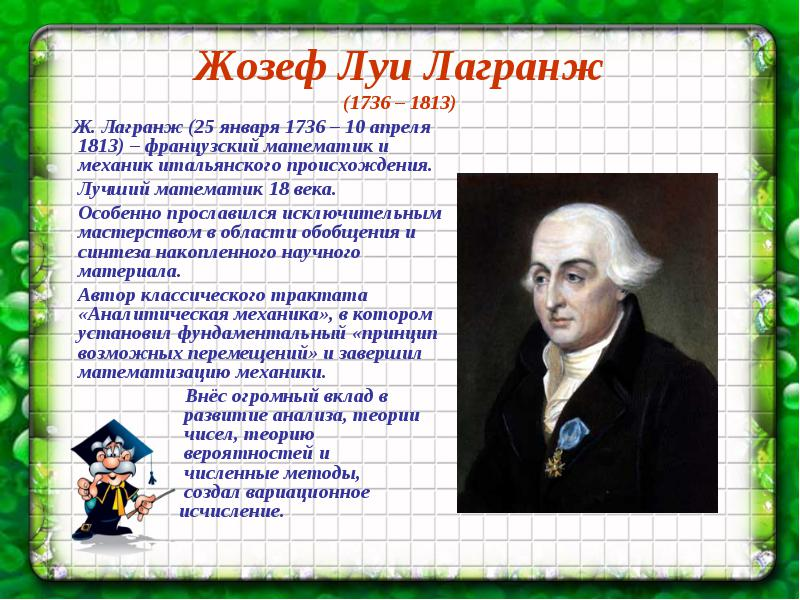 Жозеф Луи Лагранж
(1736 – 1813)
Ж. Лагранж (25 января 1736 – 10 апреля
1813) – французский математик и
механик итальянского происхождения.
Лучший математик 18 века.
Особенно прославился исключительным
мастерством в области обобщения и
синтеза накопленного научного
материала.
Автор классического трактата
«Аналитическая механика», в котором
установил фундаментальный «принцип
возможных перемещений» и завершил
математизацию механики.
Внёс огромный вклад в
развитие анализа, теории
чисел, теорию
вероятностей и
численные методы,
создал вариационное
исчисление.